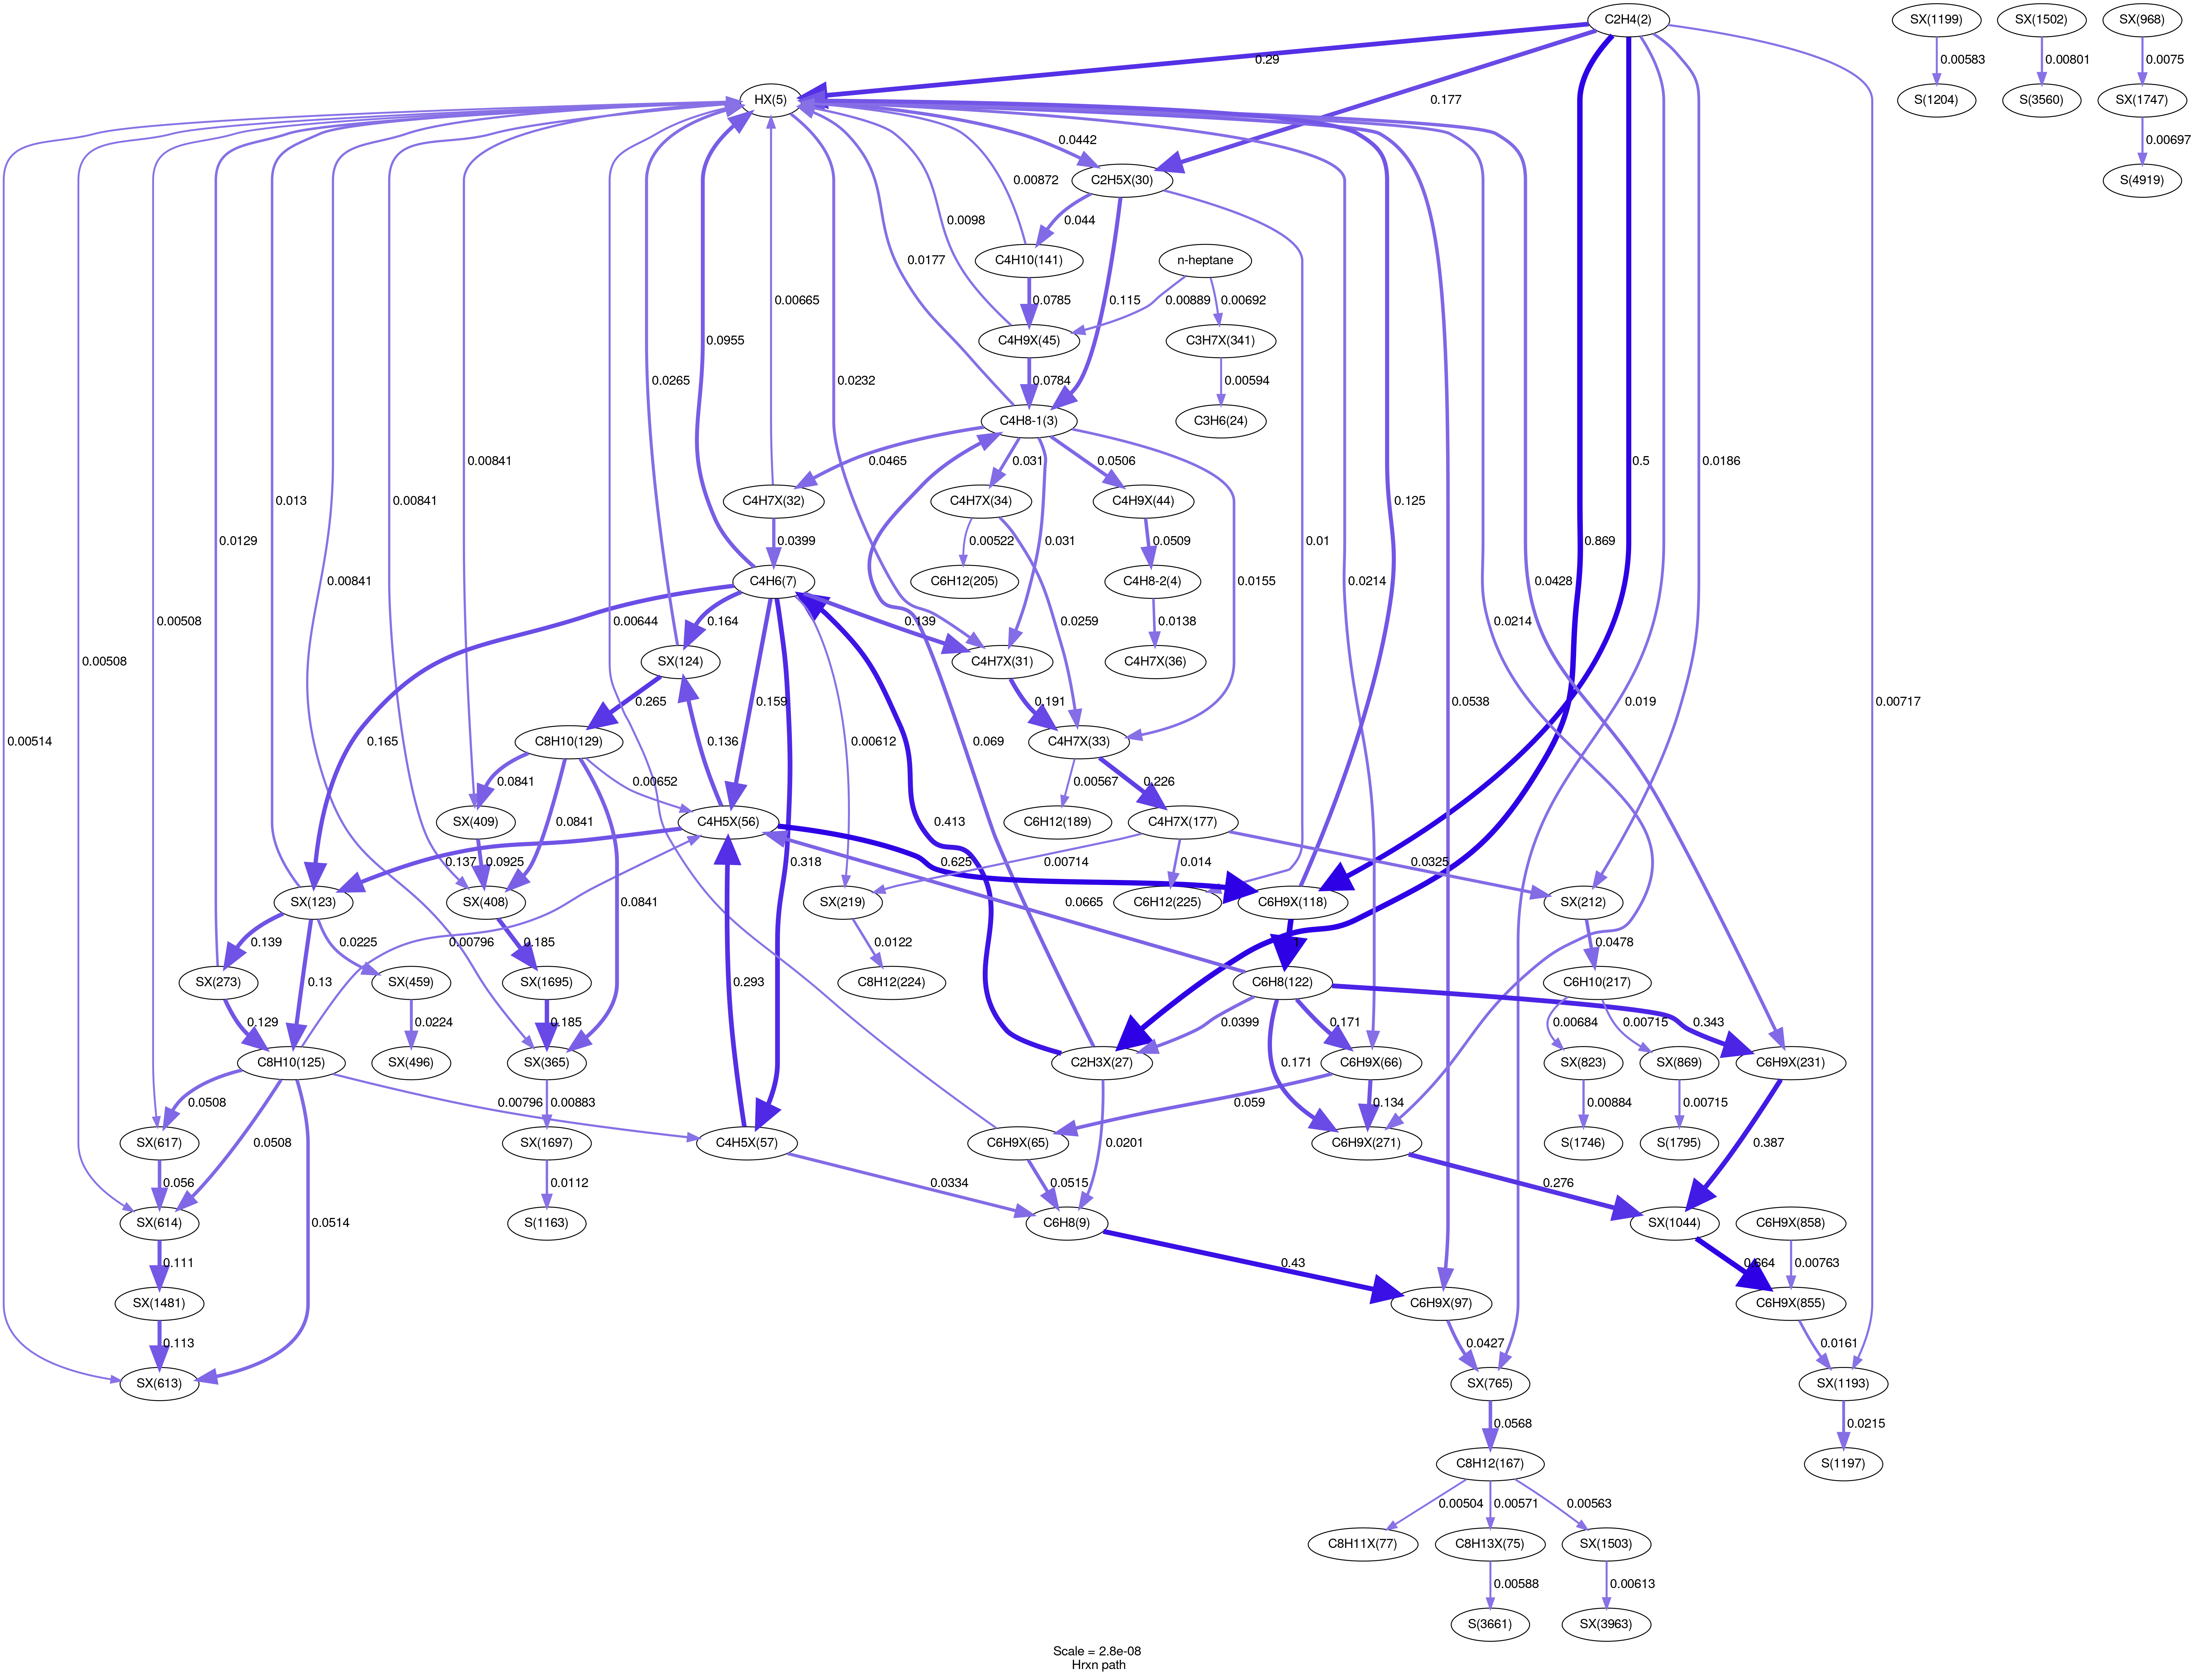 C2H4(2)
SX(1199)
SX(1502)
SX(968)
0.29
0.00583
0.00801
0.0075
HX(5)
0.177
S(1204)
S(3560)
SX(1747)
0.0442
0.00697
0.00872
C2H5X(30)
S(4919)
0.044
C4H10(141)
n-heptane
0.0098
0.0177
0.00665
0.0785
0.115
0.00889
0.00692
0.0955
C4H9X(45)
C3H7X(341)
0.0265
0.0232
0.0784
0.00594
C4H8-1(3)
C3H6(24)
0.0129
0.013
0.00841
0.00841
0.0465
0.031
0.0506
0.125
0.5
0.869
0.0186
C4H7X(32)
C4H7X(34)
C4H9X(44)
0.0399
0.00522
0.031
0.0509
0.01
0.0428
0.00841
C4H6(7)
C6H12(205)
C4H8-2(4)
0.0155
0.0214
0.0214
0.00508
0.00644
0.164
0.139
0.0259
0.0138
SX(124)
C4H7X(31)
C4H7X(36)
0.00508
0.265
0.159
0.191
0.0538
0.019
0.00717
0.165
0.00612
C8H10(129)
C4H7X(33)
0.00514
0.0841
0.136
0.00652
0.00567
0.226
SX(409)
C4H5X(56)
C6H12(189)
C4H7X(177)
0.0841
0.413
0.318
0.0925
0.137
0.625
0.00714
0.014
0.0325
SX(123)
SX(408)
SX(219)
C6H12(225)
C6H9X(118)
SX(212)
0.0841
0.0665
0.139
0.0225
0.00796
0.185
0.0122
0.069
1
0.0478
SX(273)
SX(459)
SX(1695)
C8H12(224)
C6H8(122)
C6H10(217)
0.13
0.293
0.129
0.0224
0.185
0.0399
0.171
0.343
0.00684
0.00715
C8H10(125)
SX(496)
SX(365)
C2H3X(27)
C6H9X(66)
SX(823)
SX(869)
C6H9X(231)
0.171
0.0508
0.00796
0.00883
0.059
0.134
0.00884
0.00715
SX(617)
SX(1697)
C4H5X(57)
C6H9X(65)
C6H9X(271)
S(1746)
S(1795)
0.0508
0.0201
0.387
0.056
0.0112
0.0334
0.0515
0.276
SX(614)
S(1163)
C6H8(9)
SX(1044)
C6H9X(858)
0.0514
0.111
0.43
0.664
0.00763
SX(1481)
C6H9X(97)
C6H9X(855)
0.113
0.0427
0.0161
SX(613)
SX(765)
SX(1193)
0.0568
0.0215
C8H12(167)
S(1197)
0.00504
0.00571
0.00563
C8H11X(77)
C8H13X(75)
SX(1503)
0.00588
0.00613
S(3661)
SX(3963)
Scale = 2.8e-08
Hrxn path